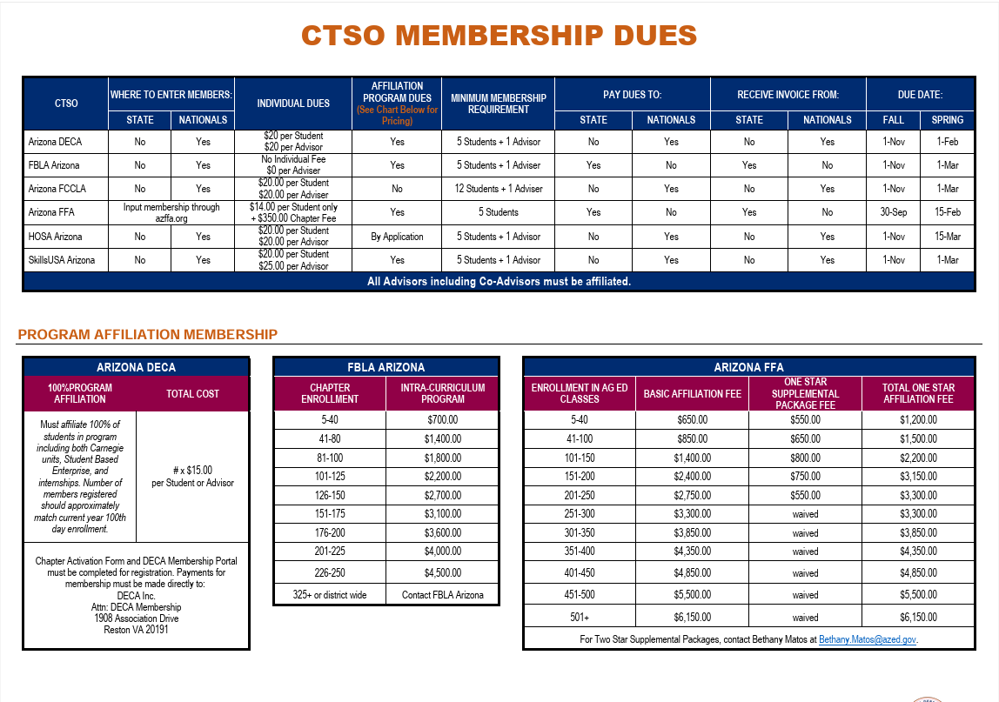 CTSO MEMBERSHIP DUES
CTSO
WHERE TO ENTER MEMBERS:
STATE
NATIONALS
INDIVIDUAL DUES
AFFILIATION
PROGRAM DUES
(See Chart Below for
Pricing)
MINIMUM MEMBERSHIP
REQUIREMENT
PAY DUES TO:
STATE
NATIONALS
RECEIVE INVOICE FROM:
STATE
NATIONALS
DUE DATE:
FALL
SPRING
Arizona DECA
No
Yes
$20 per Student
$20 per Advisor
Yes
5 Students + 1 Advisor
No
Yes
No
Yes
1-Nov
1-Feb
FBLA Arizona
No
Yes
No Individual Fee
$0 per Adviser
Yes
5 Students + 1 Adviser
Yes
No
Yes
No
1-Nov
1-Mar
Arizona FCCLA
No
Yes
$20.00 per Student
$20.00 per Adviser
No
12 Students + 1 Adviser
No
Yes
No
Yes
1-Nov
1-Mar
Arizona FFA
Input membership through
azffa.org
$14.00 per Student only
+ $350.00 Chapter Fee
Yes
5 Students
Yes
No
Yes
No
30-Sep
15-Feb
HOSA Arizona
No
Yes
$20.00 per Student
$20.00 per Advisor
By Application
5 Students + 1 Advisor
No
Yes
No
Yes
1-Nov
15-Mar
SkillsUSA Arizona
No
Yes
$20.00 per Student
$25.00 per Advisor
Yes
5 Students + 1 Advisor
No
Yes
No
Yes
1-Nov
1-Mar
All Advisors including Co-Advisors must be affiliated.
PROGRAM AFFILIATION MEMBERSHIP
ARIZONA DECA
100%PROGRAM
AFFILIATION
TOTAL COST
Must affiliate 100% of
students in program
including both Carnegie
units, Student Based
Enterprise, and
internships. Number of
members registered
should approximately
match current year 100th
day enrollment.
# x $15.00
per Student or Advisor
Chapter Activation Form and DECA Membership Portal
must be completed for registration. Payments for
membership must be made directly to:
DECA Inc.
Attn: DECA Membership
1908 Association Drive
Reston VA 20191
FBLA ARIZONA
CHAPTER
ENROLLMENT
INTRA-CURRICULUM
PROGRAM
5-40
$700.00
41-80
$1,400.00
81-100
$1,800.00
101-125
$2,200.00
126-150
$2,700.00
151-175
$3,100.00
176-200
$3,600.00
201-225
$4,000.00
226-250
$4,500.00
325+ or district wide
Contact FBLA Arizona
ARIZONA FFA
ENROLLMENT IN AG ED
CLASSES
BASIC AFFILIATION FEE
ONE STAR
SUPPLEMENTAL
PACKAGE FEE
TOTAL ONE STAR
AFFILIATION FEE
5-40
$650.00
$550.00
$1,200.00
41-100
$850.00
$650.00
$1,500.00
101-150
$1,400.00
$800.00
$2,200.00
151-200
$2,400.00
$750.00
$3,150.00
201-250
$2,750.00
$550.00
$3,300.00
251-300
$3,300.00
waived
$3,300.00
301-350
$3,850.00
waived
$3,850.00
351-400
$4,350.00
waived
$4,350.00
401-450
$4,850.00
waived
$4,850.00
451-500
$5,500.00
waived
$5,500.00
501+
$6,150.00
waived
$6,150.00
For Two Star Supplemental Packages, contact Bethany Matos at Bethany.Matos@azed.gov.